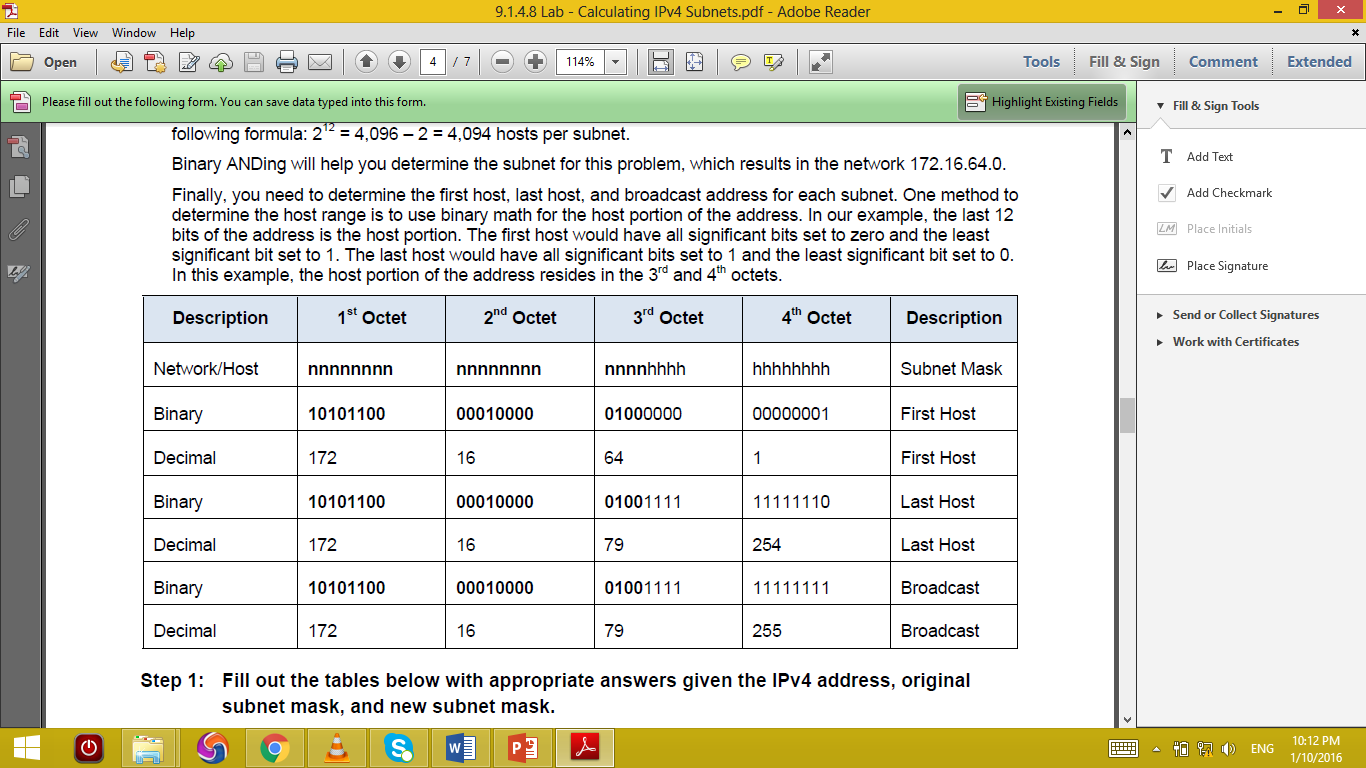 9.1.4.8 Lab - Calculating IPv4 Subnets.pdf - Adobe Reader
File Edit View Window Help
Open 4 / 7 114% Tools Fill & Sign Comment Extended
Please fill out the following form. You can save data typed into this form. Highlight Existing Fields
following formula: 2^12 = 4,096 – 2 = 4,094 hosts per subnet.
Binary ANDing will help you determine the subnet for this problem, which results in the network 172.16.64.0.
Finally, you need to determine the first host, last host, and broadcast address for each subnet. One method to
determine the host range is to use binary math for the host portion of the address. In our example, the last 12
bits of the address is the host portion. The first host would have all significant bits set to zero and the least
significant bit set to 1. The last host would have all significant bits set to 1 and the least significant bit set to 0.
In this example, the host portion of the address resides in the 3rd and 4th octets.
Description 1st Octet 2nd Octet 3rd Octet 4th Octet Description
Network/Host nnnnnnnn nnnnnnnn nnnnhhhh hhhhhhhh Subnet Mask
Binary 10101100 00010000 01000000 00000001 First Host
Decimal 172 16 64 1 First Host
Binary 10101100 00010000 01001111 11111110 Last Host
Decimal 172 16 79 254 Last Host
Binary 10101100 00010000 01001111 11111111 Broadcast
Decimal 172 16 79 255 Broadcast
Step 1: Fill out the tables below with appropriate answers given the IPv4 address, original
subnet mask, and new subnet mask.
Fill & Sign Tools
T Add Text
Add Checkmark
LM Place Initials
Place Signature
Send or Collect Signatures
Work with Certificates
ENG 10:12 PM
1/10/2016